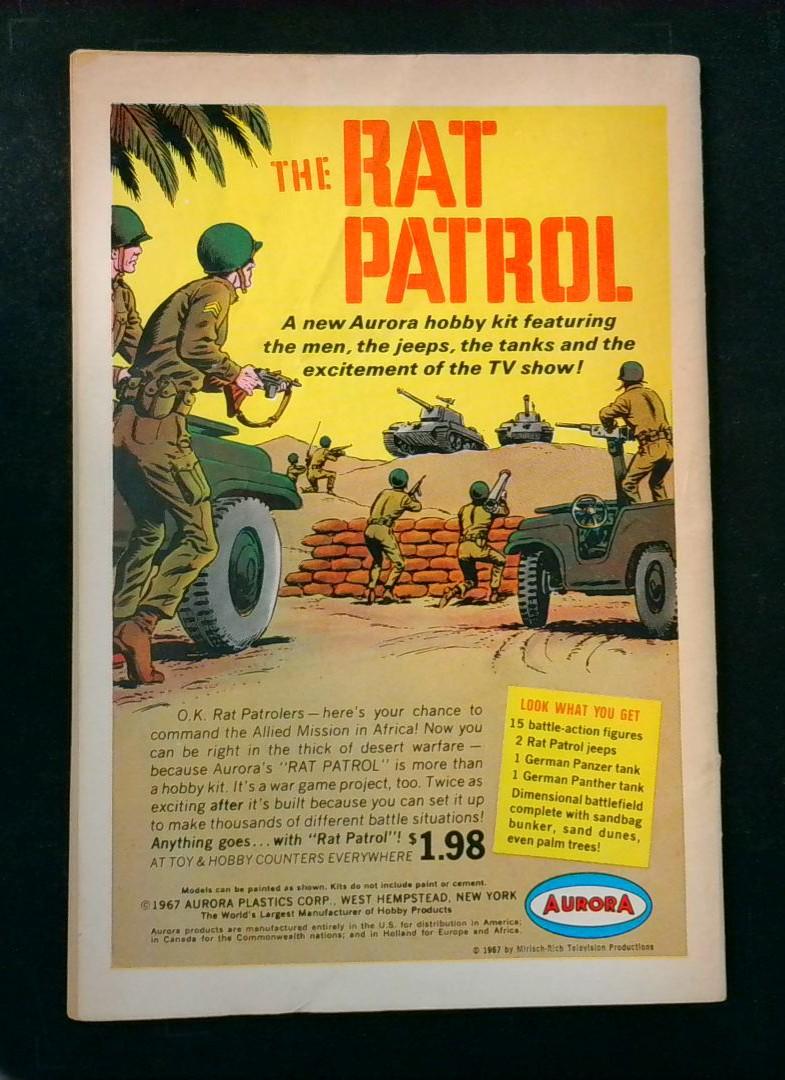 THE RAT
PATROL
A new Aurora hobby kit featuring
the men, the jeeps, the tanks and the
excitement of the TV show!
O.K. Rat Patrolers — here's your chance to
command the Allied Mission in Africa! Now you
can be right in the thick of desert warfare —
because Aurora's "RAT PATROL" is more than
a hobby kit. It's a war game project, too. Twice as
exciting after it's built because you can set it up
to make thousands of different battle situations!
Anything goes... with "Rat Patrol"! $1.98
AT TOY & HOBBY COUNTERS EVERYWHERE
LOOK WHAT YOU GET
15 battle-action figures
2 Rat Patrol jeeps
1 German Panzer tank
1 German Panther tank
Dimensional battlefield
complete with sandbag
bunker, sand dunes,
even palm trees!
Models can be painted as shown. Kits do not include paint or cement.
©1967 AURORA PLASTICS CORP., WEST HEMPSTEAD, NEW YORK
The World's Largest Manufacturer of Hobby Products
Aurora products are manufactured entirely in the U.S. for distribution in America;
in Canada for the Commonwealth nations; and in Holland for Europe and Africa.
AURORA
© 1967 by Mirisch-Rich Television Productions